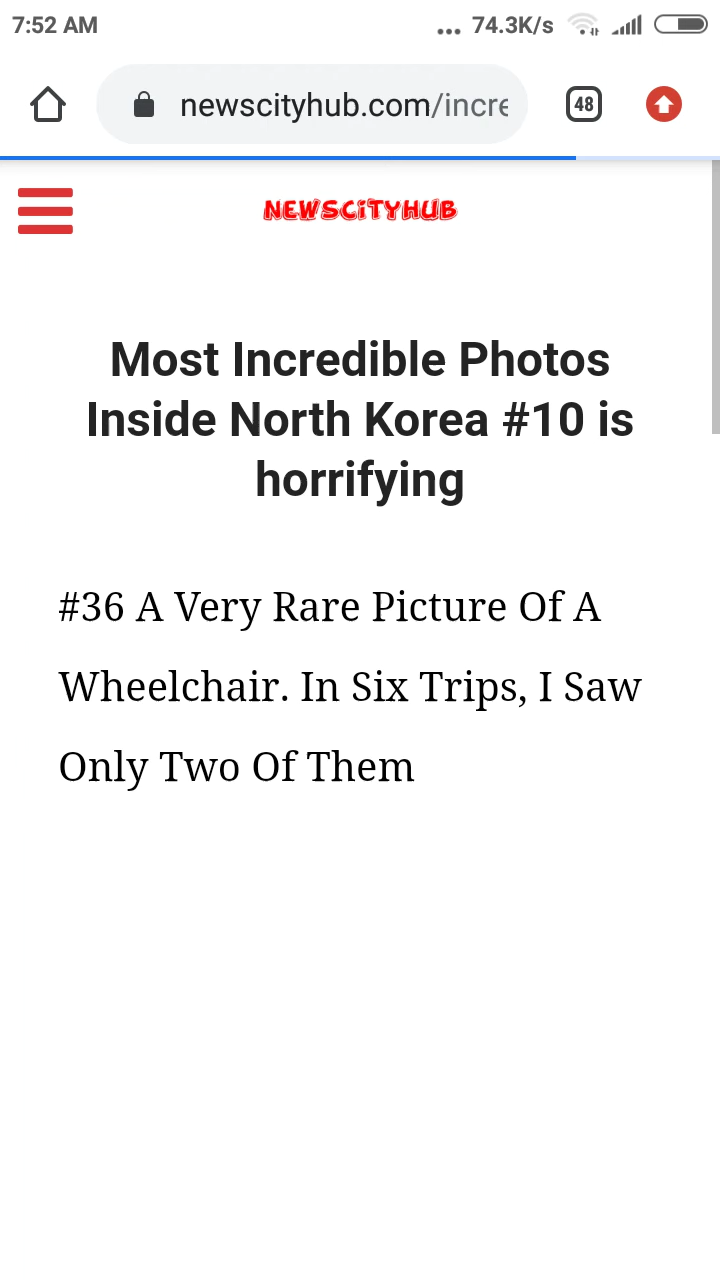 7:52 AM
... 74.3K/s
newscityhub.com/incre
48
NEWSCiTYHUB
Most Incredible Photos
Inside North Korea #10 is
horrifying
#36 A Very Rare Picture Of A
Wheelchair. In Six Trips, I Saw
Only Two Of Them